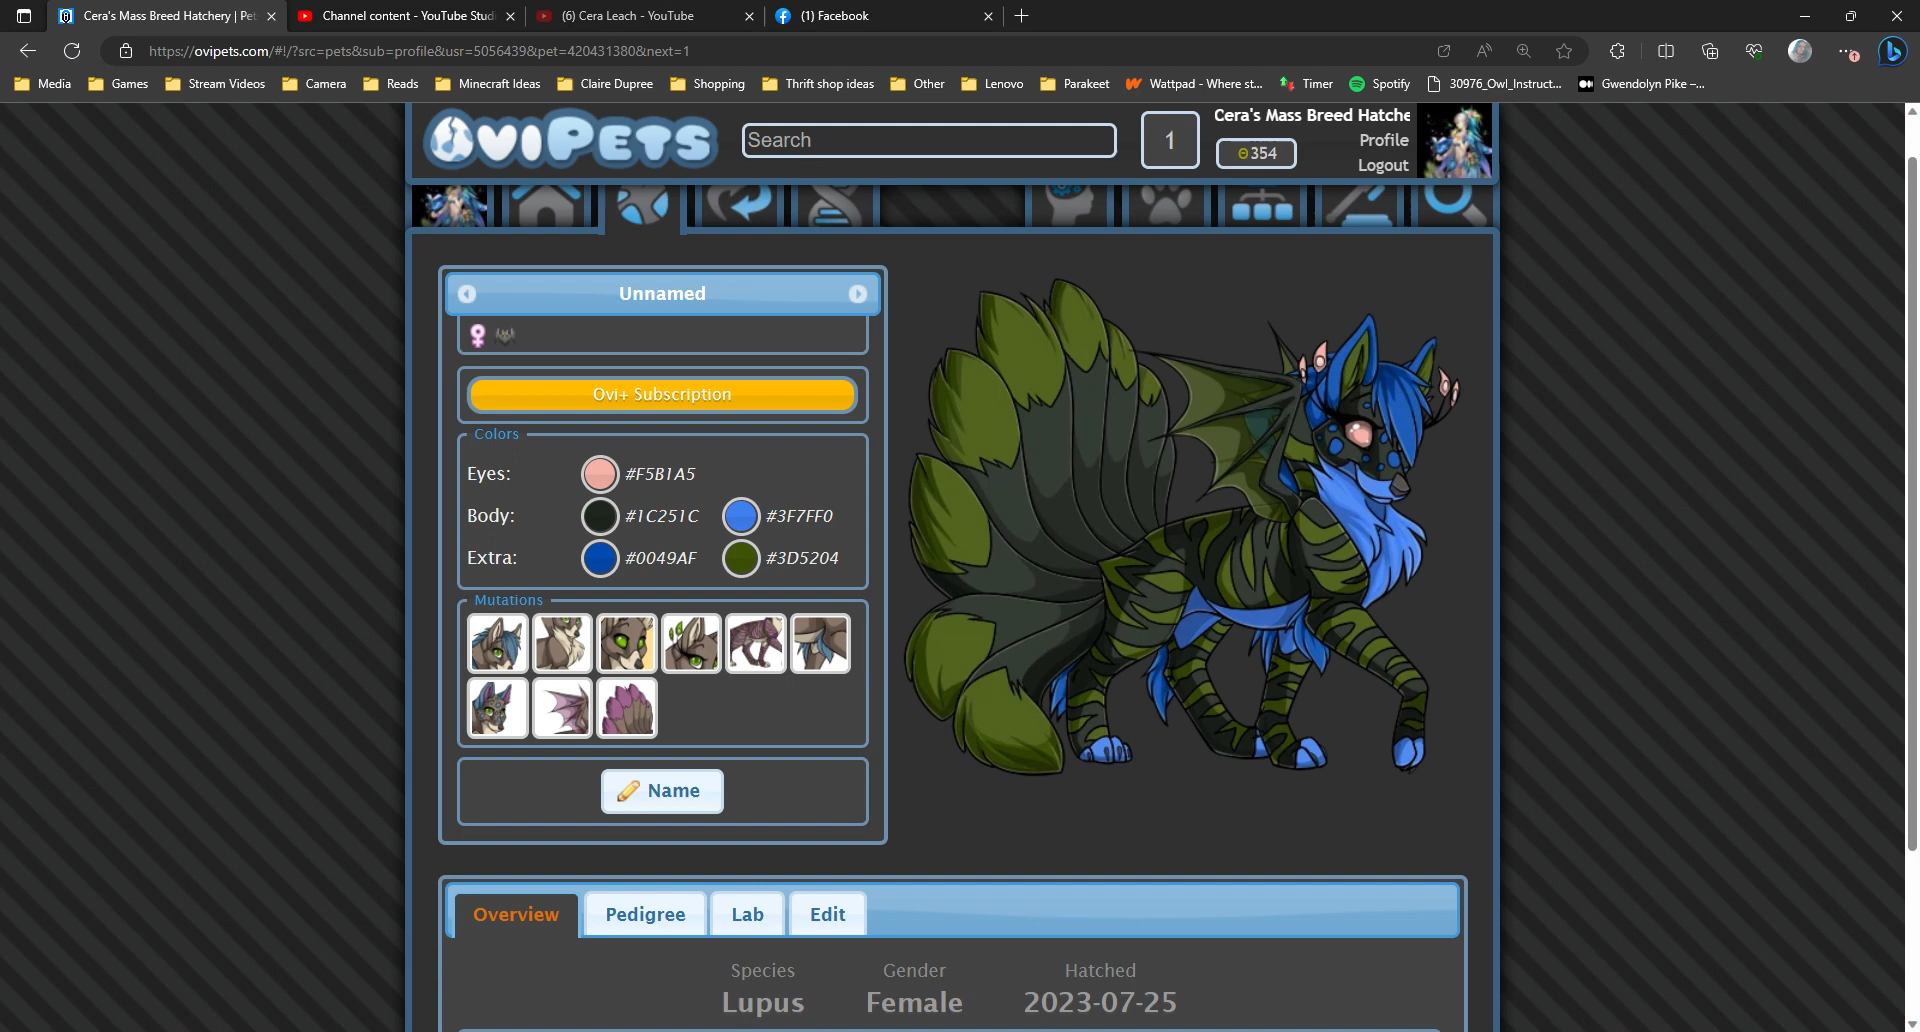 Cera's Mass Breed Hatchery | Pet
Channel content - YouTube Studi
(6) Cera Leach - YouTube
(1) Facebook
https://ovipets.com/#!/?src=pets&sub=profile&usr=5056439&pet=420431380&next=1
Media
Games
Stream Videos
Camera
Reads
Minecraft Ideas
Claire Dupree
Shopping
Thrift shop ideas
Other
Lenovo
Parakeet
Wattpad - Where st...
Timer
Spotify
30976_Owl_Instruct...
Gwendolyn Pike –...
OviPets
Search
1
Cera's Mass Breed Hatche
354
Profile
Logout
Unnamed
Ovi+ Subscription
Colors
Eyes: #F5B1A5
Body: #1C251C #3F7FF0
Extra: #0049AF #3D5204
Mutations
Name
Overview Pedigree Lab Edit
Species Gender Hatched
Lupus Female 2023-07-25